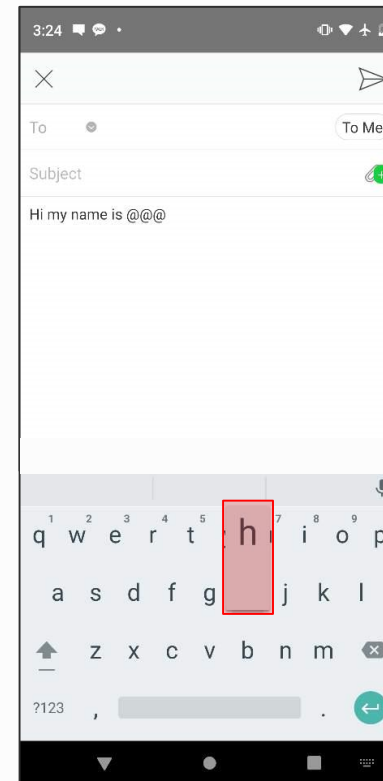 3:24
To
To Me
Subject
Hi my name is @@@
1 2 3 4 5 7 8 9
q w e r t h i o p
a s d f g j k l
z x c v b n m
?123 , .